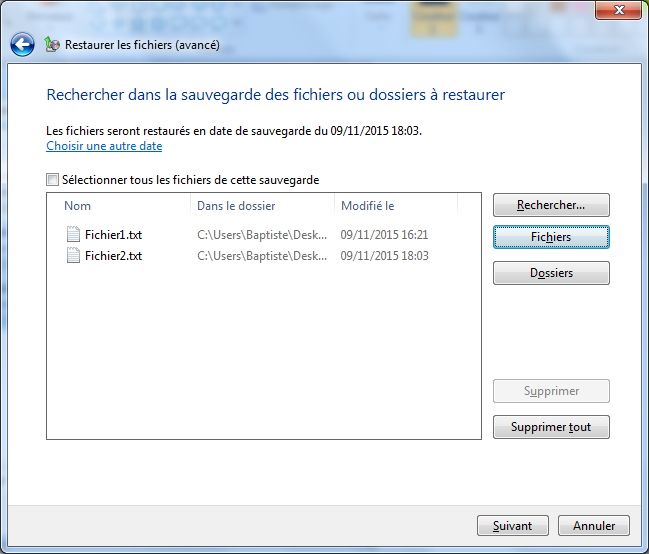 Restaurer les fichiers (avancé)
Rechercher dans la sauvegarde des fichiers ou dossiers à restaurer
Les fichiers seront restaurés en date de sauvegarde du 09/11/2015 18:03.
Choisir une autre date
Sélectionner tous les fichiers de cette sauvegarde
Nom Dans le dossier Modifié le
Fichier1.txt C:\Users\Baptiste\Desk... 09/11/2015 16:21
Fichier2.txt C:\Users\Baptiste\Desk... 09/11/2015 18:03
Rechercher...
Fichiers
Dossiers
Supprimer
Supprimer tout
Suivant Annuler